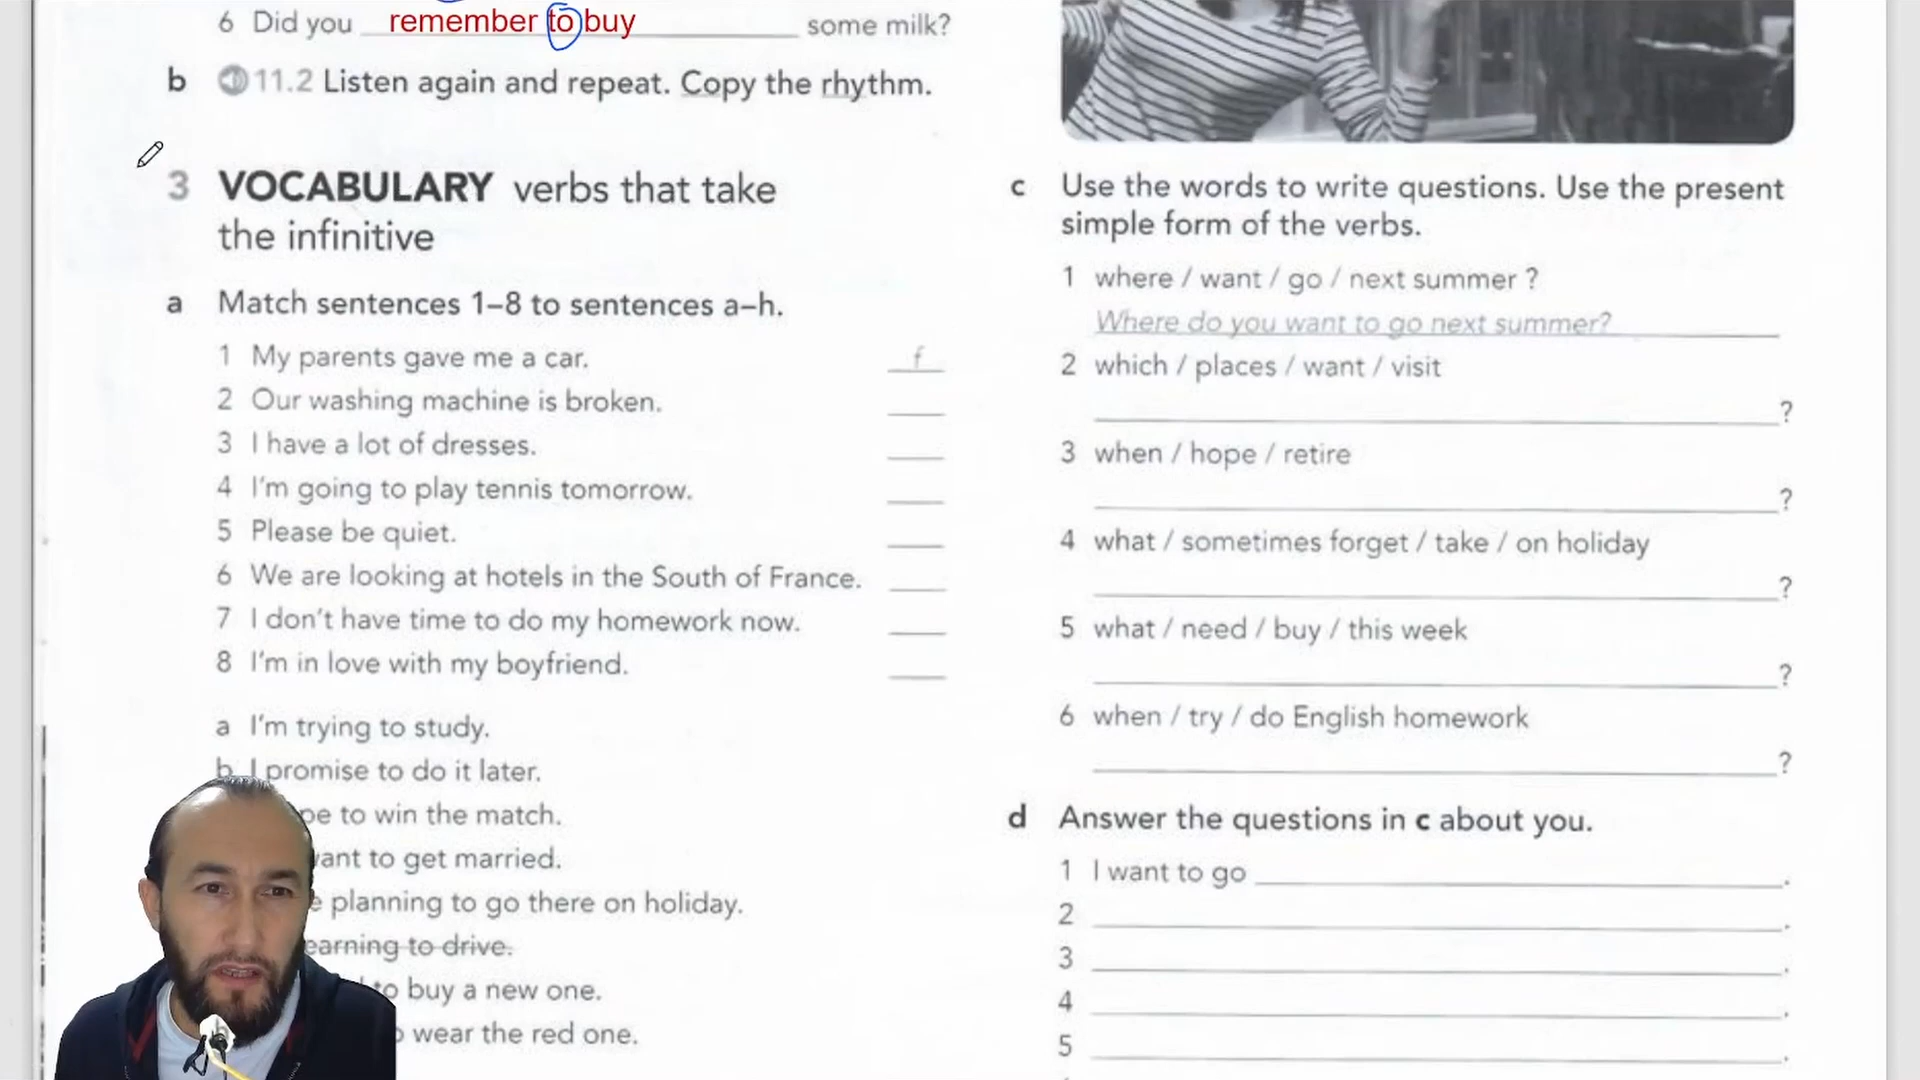 6 Did you remember to buy some milk?
b 11.2 Listen again and repeat. Copy the rhythm.
3 VOCABULARY verbs that take
the infinitive
a Match sentences 1–8 to sentences a–h.
1 My parents gave me a car. f
2 Our washing machine is broken.
3 I have a lot of dresses.
4 I'm going to play tennis tomorrow.
5 Please be quiet.
6 We are looking at hotels in the South of France.
7 I don't have time to do my homework now.
8 I'm in love with my boyfriend.
a I'm trying to study.
b I promise to do it later.
to win the match.
to get married.
planning to go there on holiday.
to drive.
to buy a new one.
wear the red one.
c Use the words to write questions. Use the present
simple form of the verbs.
1 where / want / go / next summer ?
Where do you want to go next summer?
2 which / places / want / visit
?
3 when / hope / retire
?
4 what / sometimes forget / take / on holiday
?
5 what / need / buy / this week
?
6 when / try / do English homework
?
d Answer the questions in c about you.
1 I want to go .
2 .
3 .
4 .
5 .